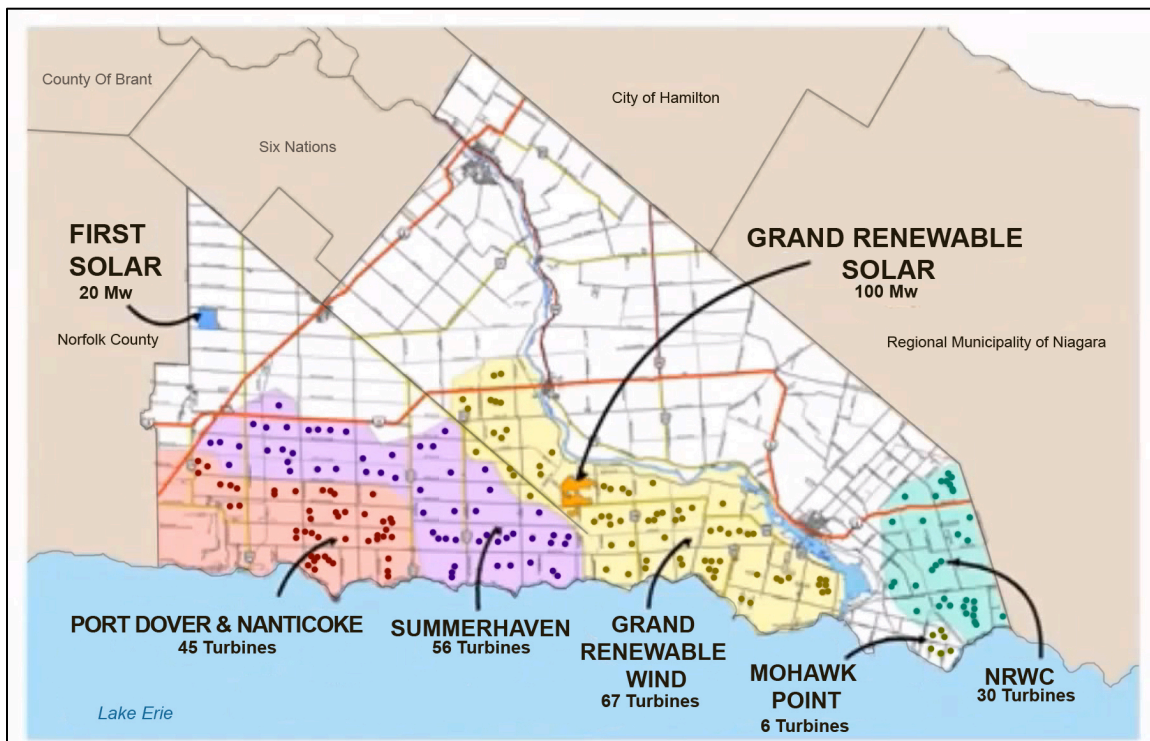 County Of Brant
City of Hamilton
Six Nations
FIRST
SOLAR
20 Mw
GRAND RENEWABLE
SOLAR
100 Mw
Norfolk County
Regional Municipality of Niagara
PORT DOVER & NANTICOKE
45 Turbines
SUMMERHAVEN
56 Turbines
GRAND
RENEWABLE
WIND
67 Turbines
MOHAWK
POINT
6 Turbines
NRWC
30 Turbines
Lake Erie